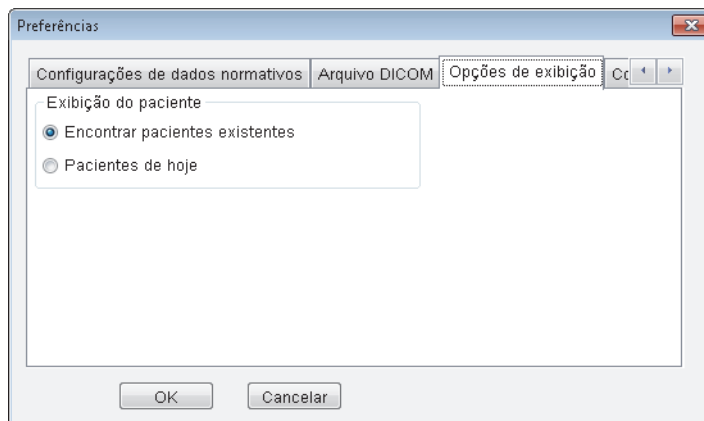 Preferências
Configurações de dados normativos Arquivo DICOM Opções de exibição
Exibição do paciente
Encontrar pacientes existentes
Pacientes de hoje
OK Cancelar